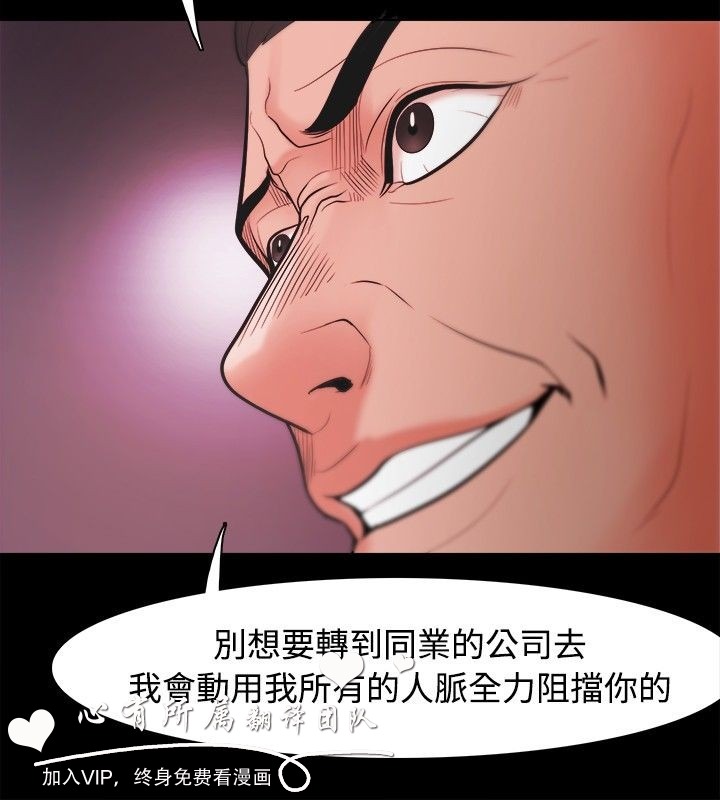 別想要轉到同業的公司去
我會動用我所有的人脈全力阻擋你的
心有所属翻译团队
加入VIP，终身免费看漫画